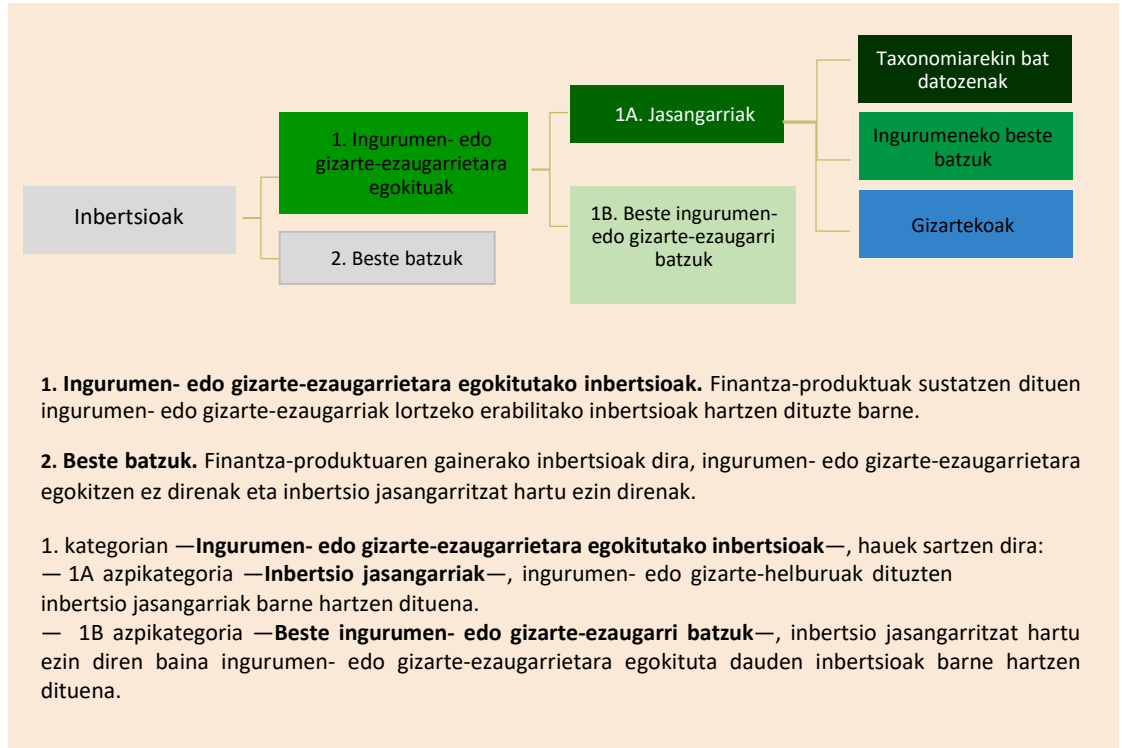 Inbertsioak
1. Ingurumen- edo
gizarte-ezaugarrietara
egokituak
2. Beste batzuk
1A. Jasangarriak
1B. Beste ingurumen-
edo gizarte-ezaugarri
batzuk
Taxonomiarekin bat
datozenak
Ingurumeneko beste
batzuk
Gizartekoak
1. Ingurumen- edo gizarte-ezaugarrietara egokitutako inbertsioak. Finantza-produktuak sustatzen dituen
ingurumen- edo gizarte-ezaugarriak lortzeko erabilitako inbertsioak hartzen dituzte barne.
2. Beste batzuk. Finantza-produktuaren gainerako inbertsioak dira, ingurumen- edo gizarte-ezaugarrietara
egokitzen ez direnak eta inbertsio jasangarritzat hartu ezin direnak.
1. kategorian —Ingurumen- edo gizarte-ezaugarrietara egokitutako inbertsioak—, hauek sartzen dira:
— 1A azpikategoria —Inbertsio jasangarriak—, ingurumen- edo gizarte-helburuak dituzten
inbertsio jasangarriak barne hartzen dituena.
— 1B azpikategoria —Beste ingurumen- edo gizarte-ezaugarri batzuk—, inbertsio jasangarritzat hartu
ezin diren baina ingurumen- edo gizarte-ezaugarrietara egokituta dauden inbertsioak barne hartzen
dituena.